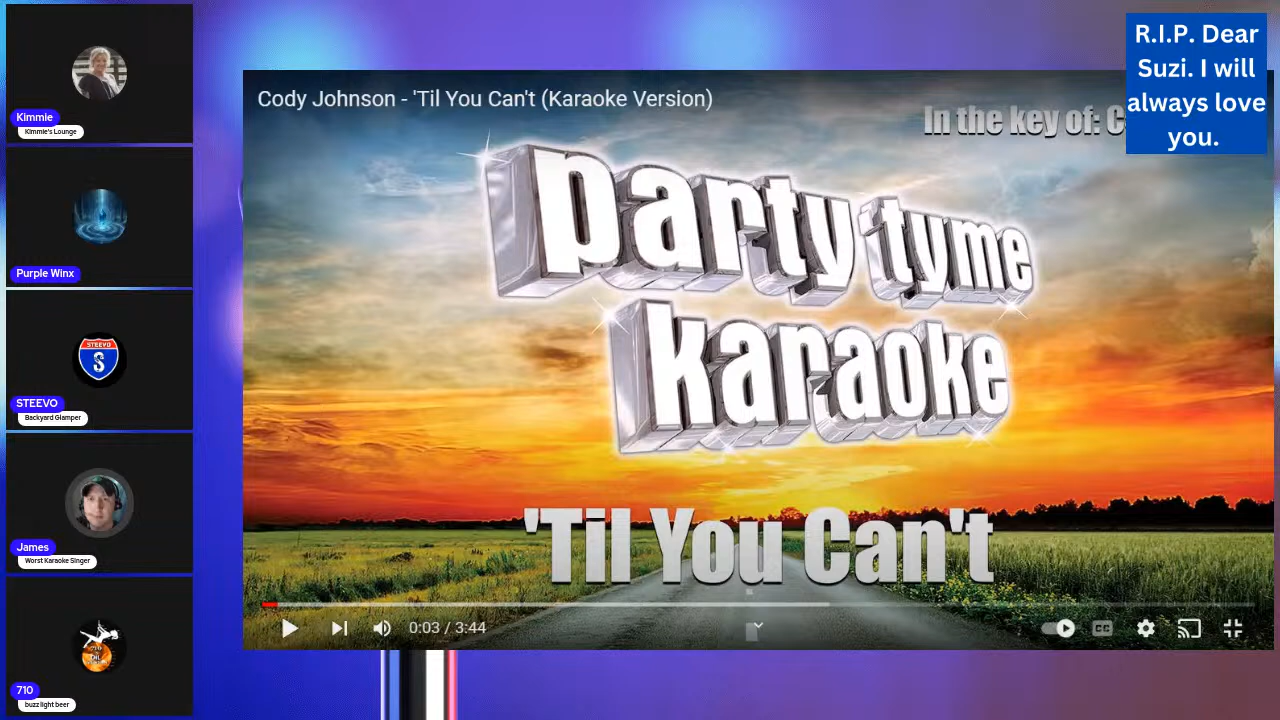 Kimmie
Kimmie's Lounge
Purple Winx
STEEVO
S
STEEVO
Backyard Glamper
James
Worst Karaoke Singer
710
buzz light beer
Cody Johnson - 'Til You Can't (Karaoke Version)
In the key of: C
R.I.P. Dear
Suzi. I will
always love
you.
party tyme
karaoke
'Til You Can't
0:03 / 3:44
CC